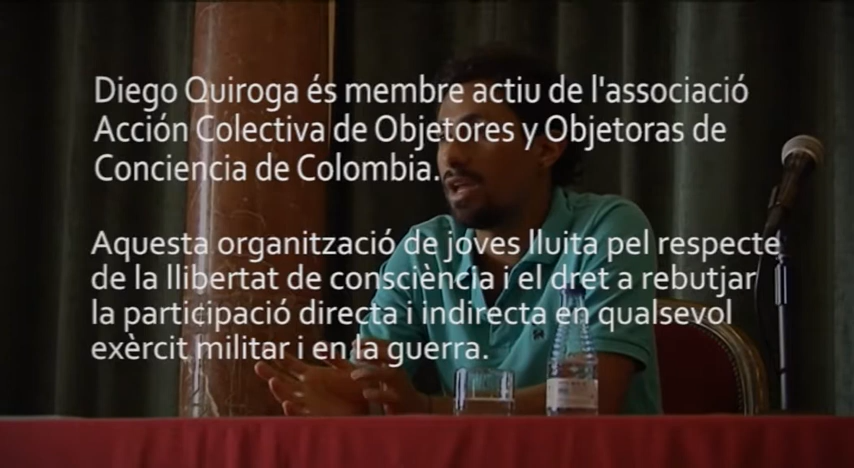 Diego Quiroga és membre actiu de l'associació
Acción Colectiva de Objetores y Objetoras de
Conciencia de Colombia.
Aquesta organització de joves lluita pel respecte
de la llibertat de consciència i el dret a rebutjar
la participació directa i indirecta en qualsevol
exèrcit militar i en la guerra.